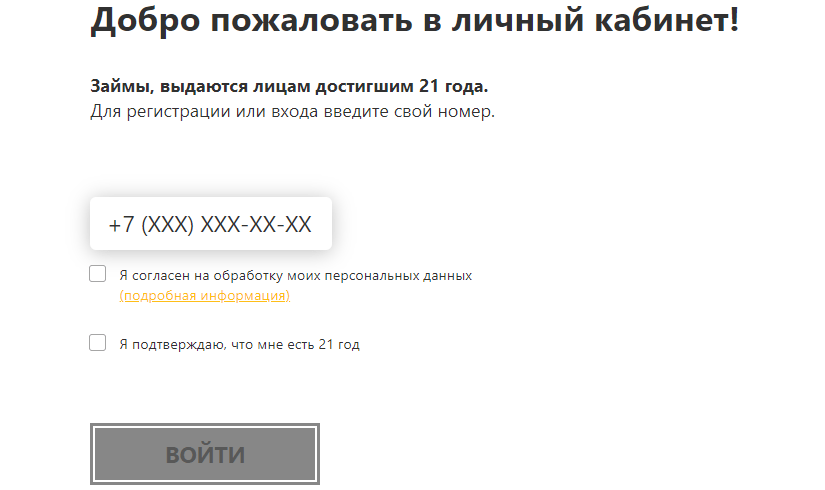 Добро пожаловать в личный кабинет!
Займы, выдаются лицам достигшим 21 года.
Для регистрации или входа введите свой номер.
+7 (XXX) XXX-XX-XX
Я согласен на обработку моих персональных данных
(подробная информация)
Я подтверждаю, что мне есть 21 год
ВОЙТИ